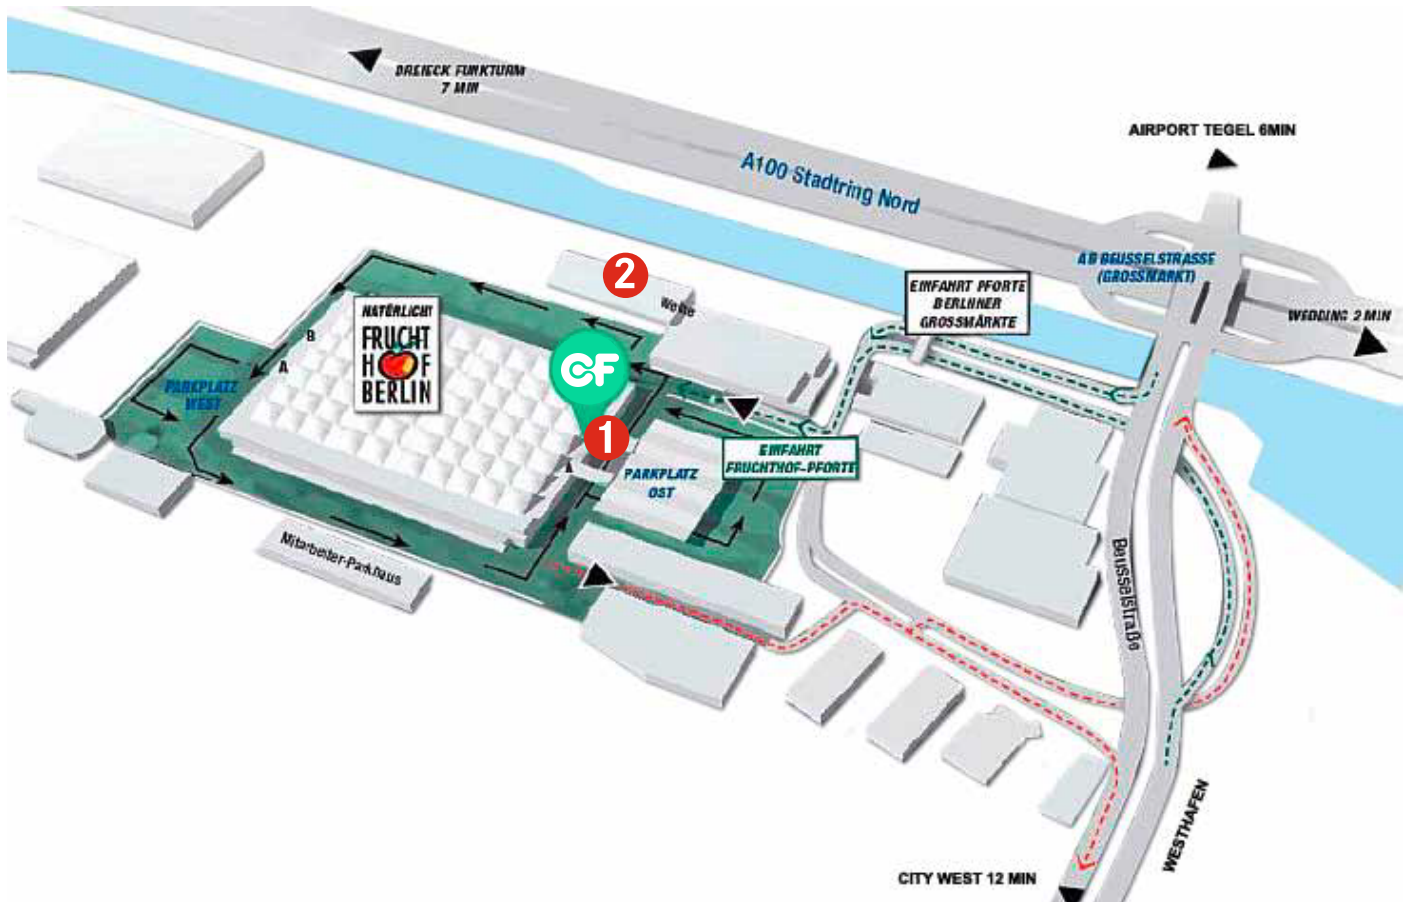 DREIECK FUNKTURM
7 MIN
AIRPORT TEGEL 6MIN
A100 Stadtring Nord
AB BEUSSELSTRASSE
(GROSSMARKT)
2
EINFAHRT PFORTE
BERLINER
GROSSMÄRKTE
WEDDING 2 MIN
NATÜRLICH!
FRUCHT
HOF
BERLIN
B
A
CF
PARKPLATZ
WEST
1
EINFAHRT
FRUCHTHOF-PFORTE
PARKPLATZ
OST
Mitarbeiter-Parkhaus
Beusselstraße
WESTHAFEN
CITY WEST 12 MIN